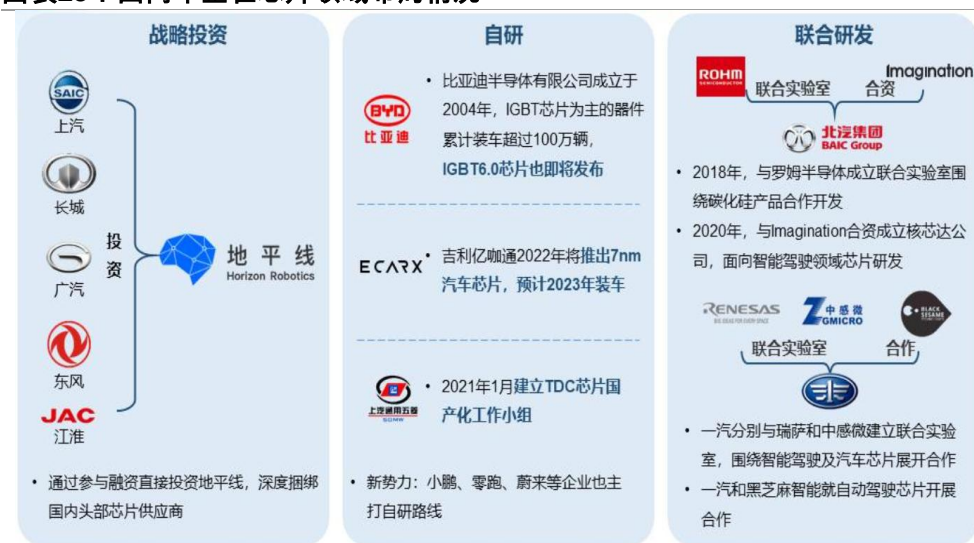 战略投资
SAIC
上汽
长城
广汽
东风
JAC
江淮
投资
地平线
Horizon Robotics
• 通过参与融资直接投资地平线，深度捆绑
国内头部芯片供应商
自研
BYD
比亚迪
• 比亚迪半导体有限公司成立于
2004年，IGBT芯片为主的器件
累计装车超过100万辆，
IGBT6.0芯片也即将发布
ECARX
• 吉利亿咖通2022年将推出7nm
汽车芯片，预计2023年装车
上汽通用五菱
SGMW
• 2021年1月建立TDC芯片国
产化工作小组
• 新势力：小鹏、零跑、蔚来等企业也主
打自研路线
联合研发
ROHM
SEMICONDUCTOR
Imagination
联合实验室
合资
北汽集团
BAIC Group
• 2018年，与罗姆半导体成立联合实验室围
绕碳化硅产品合作开发
• 2020年，与Imagination合资成立核芯达公
司，面向智能驾驶领域芯片研发
RENESAS
BIG IDEAS FOR EVERY SPACE
中感微
ZGMICRO
BLACK
SESAME
联合实验室
合作
• 一汽分别与瑞萨和中感微建立联合实验
室，围绕智能驾驶及汽车芯片展开合作
• 一汽和黑芝麻智能就自动驾驶芯片开展
合作